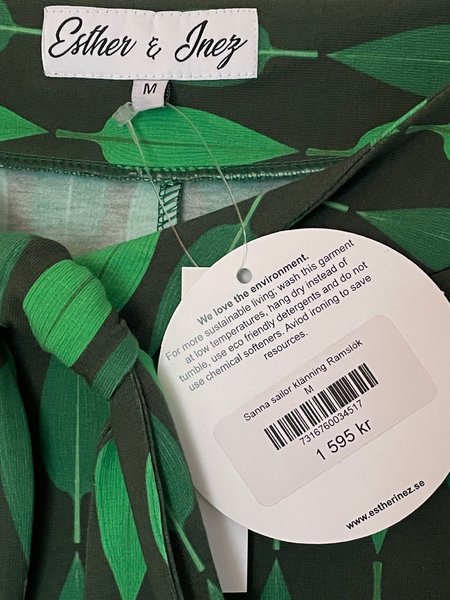 Esther & Inez
M
We love the environment.
For more sustainable living, wash this garment
at low temperatures, hang dry instead of
tumble, use eco friendly detergents and do not
use chemical softeners. Aviod ironing to save
resources.
Sanna sailor klänning Ramslök
M
7316760034517
1 595 kr
www.estherinez.se